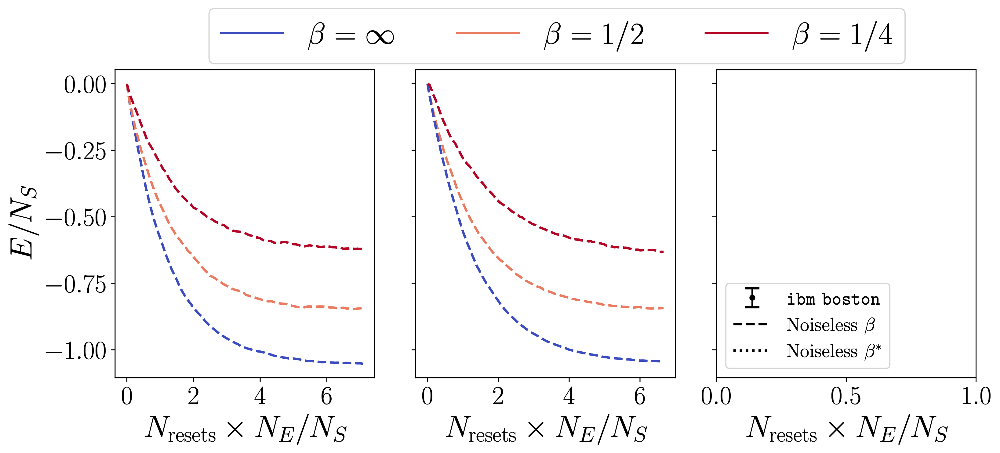 β = ∞ β = 1/2 β = 1/4
E/N_S
0.00
−0.25
−0.50
−0.75
−1.00
0 2 4 6
N_resets × N_E/N_S
0 2 4 6
N_resets × N_E/N_S
ibm_boston
Noiseless β
Noiseless β*
0.0 0.5 1.0
N_resets × N_E/N_S